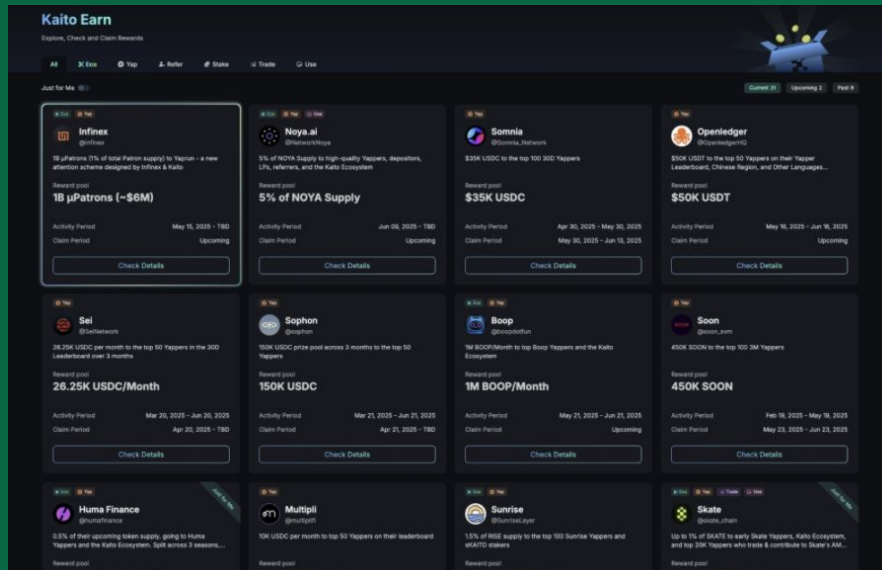 Kaito Earn
Explore, Check and Claim Rewards
All Eco Yap Refer Stake Trade Use
Just for Me
Current 31 Upcoming 2 Past 9
Eco Yap
Infinex
@infinex
1B μPatrons (1% of total Patron supply) to Yaprun - a new
attention scheme designed by Infinex & Kaito
Reward pool
1B μPatrons (~$6M)
Activity Period May 15, 2025 - TBD
Claim Period Upcoming
Check Details
Eco Yap Use
Noya.ai
@NetworkNoya
5% of NOYA Supply to high-quality Yappers, depositors,
LPs, referrers, and the Kaito Ecosystem
Reward pool
5% of NOYA Supply
Activity Period Jun 09, 2025 - TBD
Claim Period Upcoming
Check Details
Yap
Somnia
@Somnia_Network
$35K USDC to the top 100 30D Yappers
Reward pool
$35K USDC
Activity Period Apr 30, 2025 - May 30, 2025
Claim Period May 30, 2025 - Jun 13, 2025
Check Details
Yap
Openledger
@OpenledgerHQ
$50K USDT to the top 50 Yappers on their Yapper
Leaderboard, Chinese Region, and Other Languages...
Reward pool
$50K USDT
Activity Period May 16, 2025 - Jun 16, 2025
Claim Period Upcoming
Check Details
Yap
Sei
@SeiNetwork
26.25K USDC per month to the top 50 Yappers in the 30D
Leaderboard over 3 months
Reward pool
26.25K USDC/Month
Activity Period Mar 20, 2025 - Jun 20, 2025
Claim Period Apr 20, 2025 - TBD
Check Details
Yap
Sophon
@sophon
150K USDC prize pool across 3 months to the top 50
Yappers
Reward pool
150K USDC
Activity Period Mar 21, 2025 - Jun 21, 2025
Claim Period Apr 21, 2025 - TBD
Check Details
Eco Yap
Boop
@boopdotfun
1M BOOP/Month to top Boop Yappers and the Kaito
Ecosystem
Reward pool
1M BOOP/Month
Activity Period May 21, 2025 - Jun 21, 2025
Claim Period Upcoming
Check Details
Yap
Soon
@soon_svm
450K SOON to the top 100 3M Yappers
Reward pool
450K SOON
Activity Period Feb 19, 2025 - May 19, 2025
Claim Period May 23, 2025 - Jun 23, 2025
Check Details
Eco Yap
Just for Me
Huma Finance
@humafinance
0.5% of their upcoming token supply, going to Huma
Yappers and the Kaito Ecosystem. Split across 3 seasons,...
Reward pool
Yap
Multipli
@multiplifi
10K USDC per month to top 50 Yappers on their leaderboard
Reward pool
Eco Yap
Sunrise
@SunriseLayer
1.5% of RISE supply to the top 100 Sunrise Yappers and
sKAITO stakers
Reward pool
Eco Yap Trade Use
Just for Me
Skate
@skate_chain
Up to 1% of SKATE to early Skate Yappers, Kaito Ecosystem,
and top 20K Yappers who trade & contribute to Skate's AM...
Reward pool